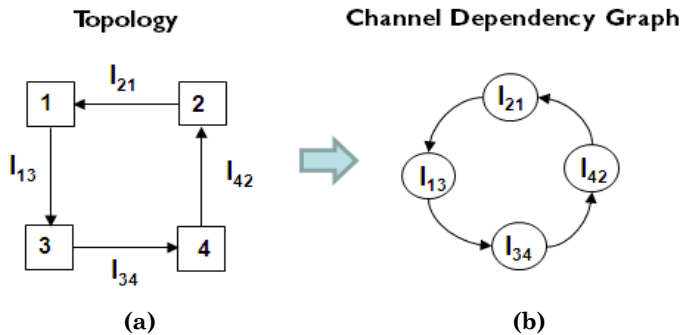 Topology
Channel Dependency Graph
l21
1
2
l13
l42
3
4
l34
l21
l13
l42
l34
(a)
(b)